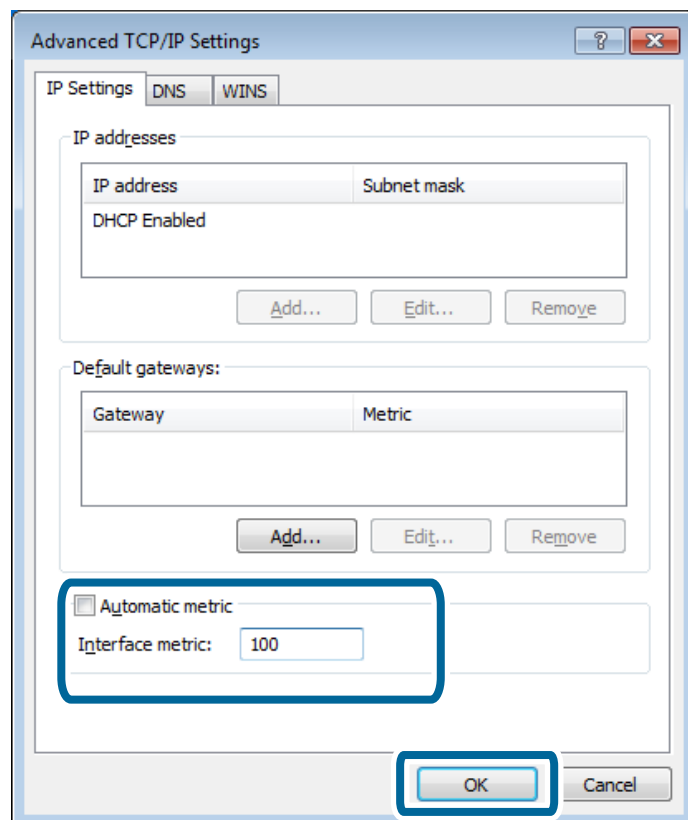 Advanced TCP/IP Settings
IP Settings DNS WINS
IP addresses
IP address Subnet mask
DHCP Enabled
Add... Edit... Remove
Default gateways:
Gateway Metric
Add... Edit... Remove
Automatic metric
Interface metric: 100
OK Cancel